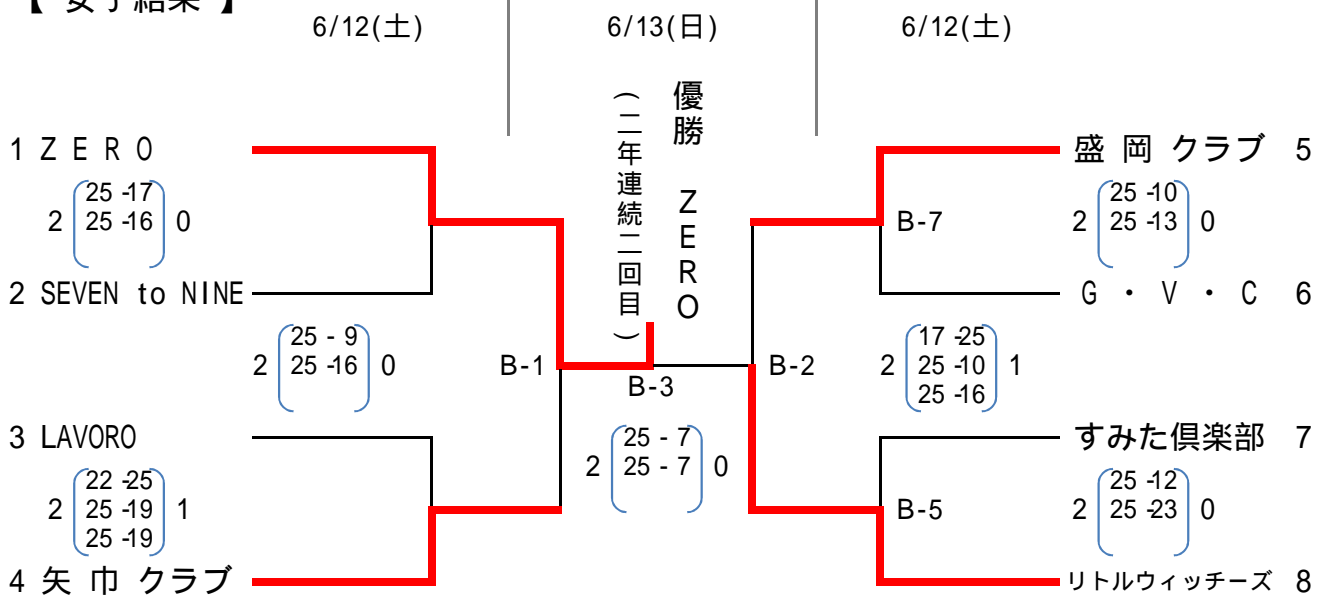 【 女子結果 】
6/12(土)
6/13(日)
6/12(土)
優勝 ZERO
(二年連続二回目)
1 Z E R O
2 25 -17 0
25 -16
2 SEVEN to NINE
2 25 - 9 0
25 -16
B-1
3 LAVORO
2 22 -25 1
25 -19
25 -19
4 矢 巾 クラブ
B-3
2 25 - 7 0
25 - 7
盛 岡 クラブ 5
B-7
2 25 -10 0
25 -13
G ・ V ・ C 6
B-2
2 17 -25 1
25 -10
25 -16
すみた倶楽部 7
B-5
2 25 -12 0
25 -23
リトルウィッチーズ 8